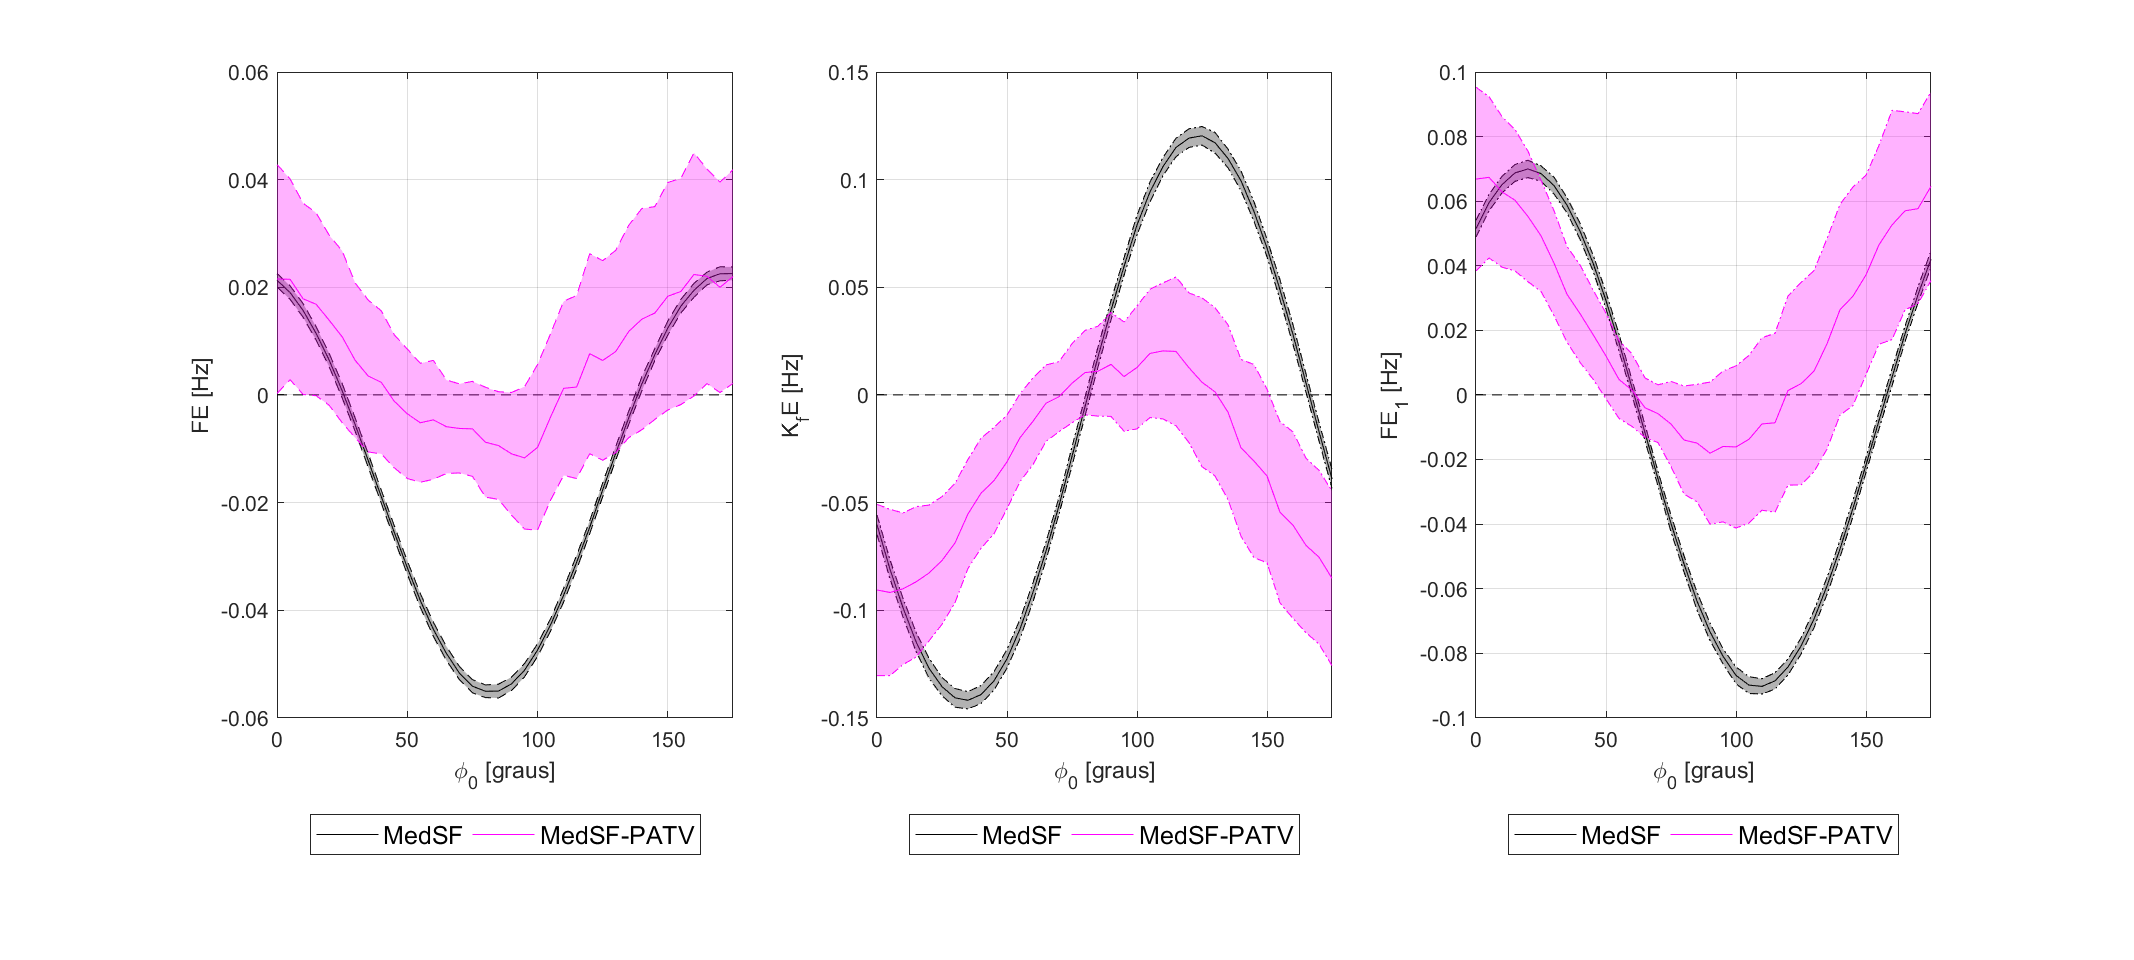 FE [Hz]
0.06
0.04
0.02
0
-0.02
-0.04
-0.06
0 50 100 150
ϕ0 [graus]
MedSF MedSF-PATV
KfE [Hz]
0.15
0.1
0.05
0
-0.05
-0.1
-0.15
0 50 100 150
ϕ0 [graus]
MedSF MedSF-PATV
FE1 [Hz]
0.1
0.08
0.06
0.04
0.02
0
-0.02
-0.04
-0.06
-0.08
-0.1
0 50 100 150
ϕ0 [graus]
MedSF MedSF-PATV